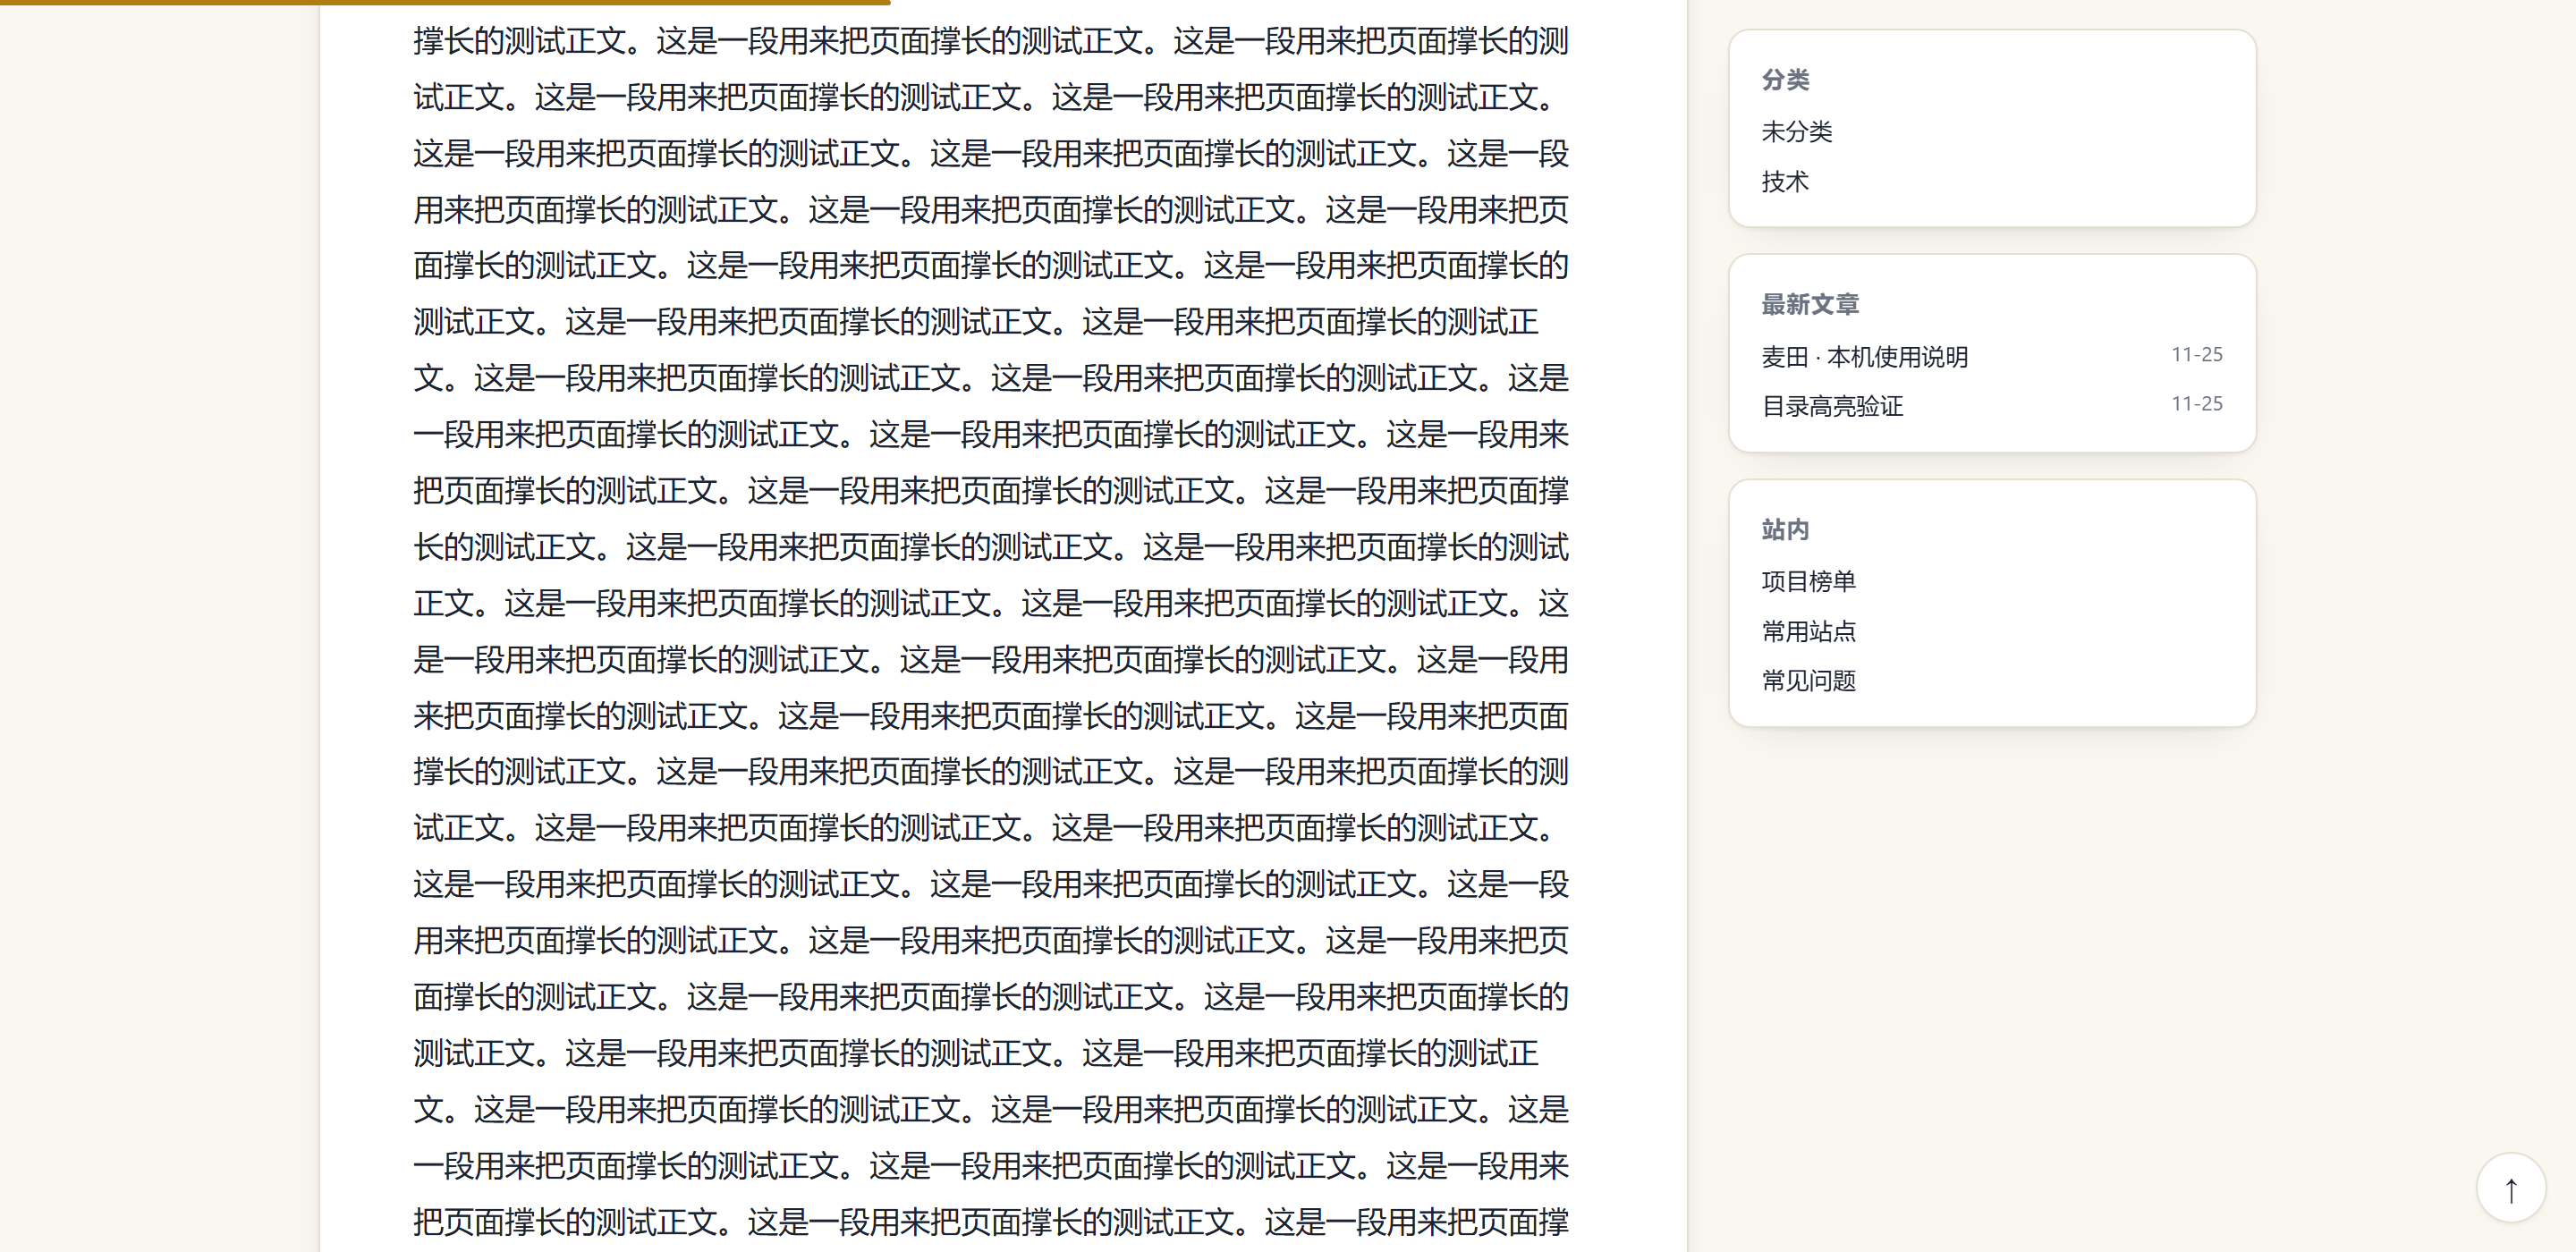 撑长的测试正文。这是一段用来把页面撑长的测试正文。这是一段用来把页面撑长的测
试正文。这是一段用来把页面撑长的测试正文。这是一段用来把页面撑长的测试正文。
这是一段用来把页面撑长的测试正文。这是一段用来把页面撑长的测试正文。这是一段
用来把页面撑长的测试正文。这是一段用来把页面撑长的测试正文。这是一段用来把页
面撑长的测试正文。这是一段用来把页面撑长的测试正文。这是一段用来把页面撑长的
测试正文。这是一段用来把页面撑长的测试正文。这是一段用来把页面撑长的测试正
文。这是一段用来把页面撑长的测试正文。这是一段用来把页面撑长的测试正文。这是
一段用来把页面撑长的测试正文。这是一段用来把页面撑长的测试正文。这是一段用来
把页面撑长的测试正文。这是一段用来把页面撑长的测试正文。这是一段用来把页面撑
长的测试正文。这是一段用来把页面撑长的测试正文。这是一段用来把页面撑长的测试
正文。这是一段用来把页面撑长的测试正文。这是一段用来把页面撑长的测试正文。这
是一段用来把页面撑长的测试正文。这是一段用来把页面撑长的测试正文。这是一段用
来把页面撑长的测试正文。这是一段用来把页面撑长的测试正文。这是一段用来把页面
撑长的测试正文。这是一段用来把页面撑长的测试正文。这是一段用来把页面撑长的测
试正文。这是一段用来把页面撑长的测试正文。这是一段用来把页面撑长的测试正文。
这是一段用来把页面撑长的测试正文。这是一段用来把页面撑长的测试正文。这是一段
用来把页面撑长的测试正文。这是一段用来把页面撑长的测试正文。这是一段用来把页
面撑长的测试正文。这是一段用来把页面撑长的测试正文。这是一段用来把页面撑长的
测试正文。这是一段用来把页面撑长的测试正文。这是一段用来把页面撑长的测试正
文。这是一段用来把页面撑长的测试正文。这是一段用来把页面撑长的测试正文。这是
一段用来把页面撑长的测试正文。这是一段用来把页面撑长的测试正文。这是一段用来
把页面撑长的测试正文。这是一段用来把页面撑长的测试正文。这是一段用来把页面撑
分类
未分类
技术
最新文章
麦田 · 本机使用说明 11-25
目录高亮验证 11-25
站内
项目榜单
常用站点
常见问题
↑